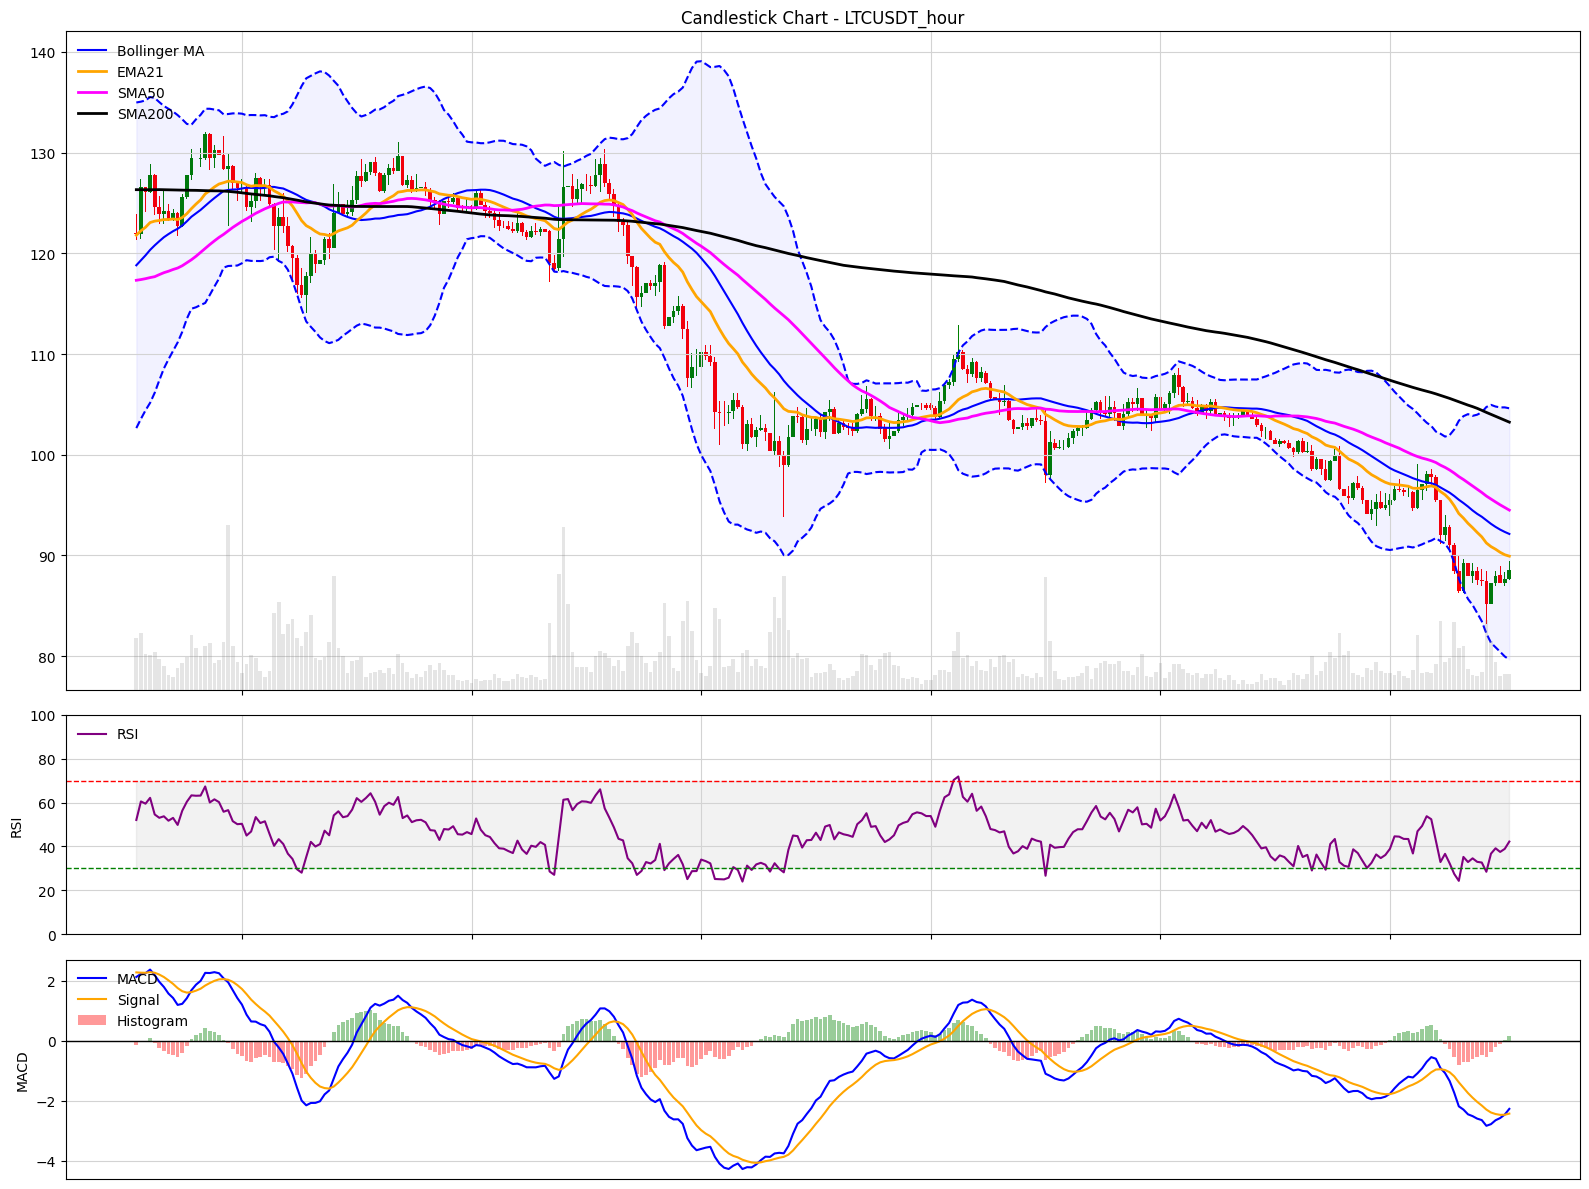 Candlestick Chart - LTCUSDT_hour
Bollinger MA
EMA21
SMA50
SMA200
140
130
120
110
100
90
80
RSI
RSI
100
80
60
40
20
0
MACD
Signal
Histogram
MACD
2
0
−2
−4